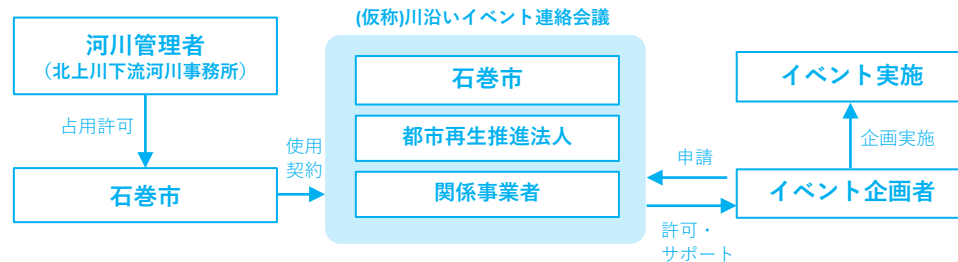 (仮称)川沿いイベント連絡会議
河川管理者
（北上川下流河川事務所）
占用許可
石巻市
使用
契約
石巻市
都市再生推進法人
関係事業者
申請
許可・
サポート
イベント実施
企画実施
イベント企画者